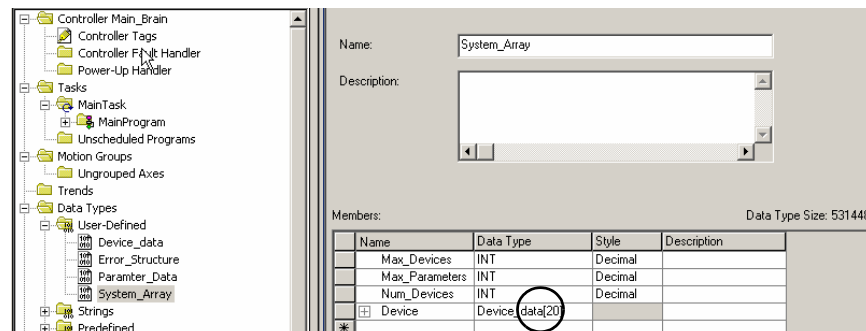 Controller Main_Brain
Controller Tags
Controller Fault Handler
Power-Up Handler
Tasks
MainTask
MainProgram
Unscheduled Programs
Motion Groups
Ungrouped Axes
Trends
Data Types
User-Defined
Device_data
Error_Structure
Paramter_Data
System_Array
Strings
Predefined
Name: System_Array
Description:
Members: Data Type Size: 531448
Name Data Type Style Description
Max_Devices INT Decimal
Max_Parameters INT Decimal
Num_Devices INT Decimal
Device Device_data[20]